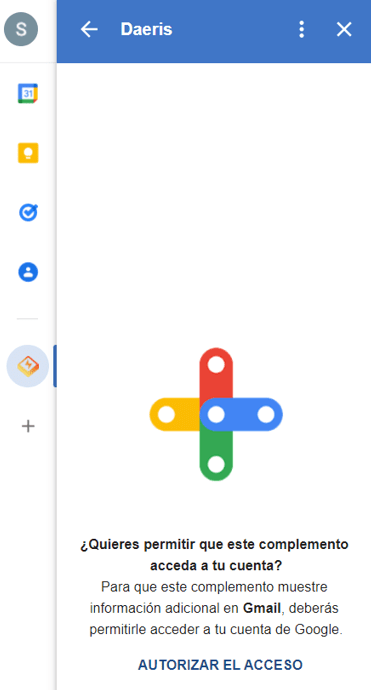 S
Daeris
31
¿Quieres permitir que este complemento
acceda a tu cuenta?
Para que este complemento muestre
información adicional en Gmail, deberás
permitirle acceder a tu cuenta de Google.
AUTORIZAR EL ACCESO